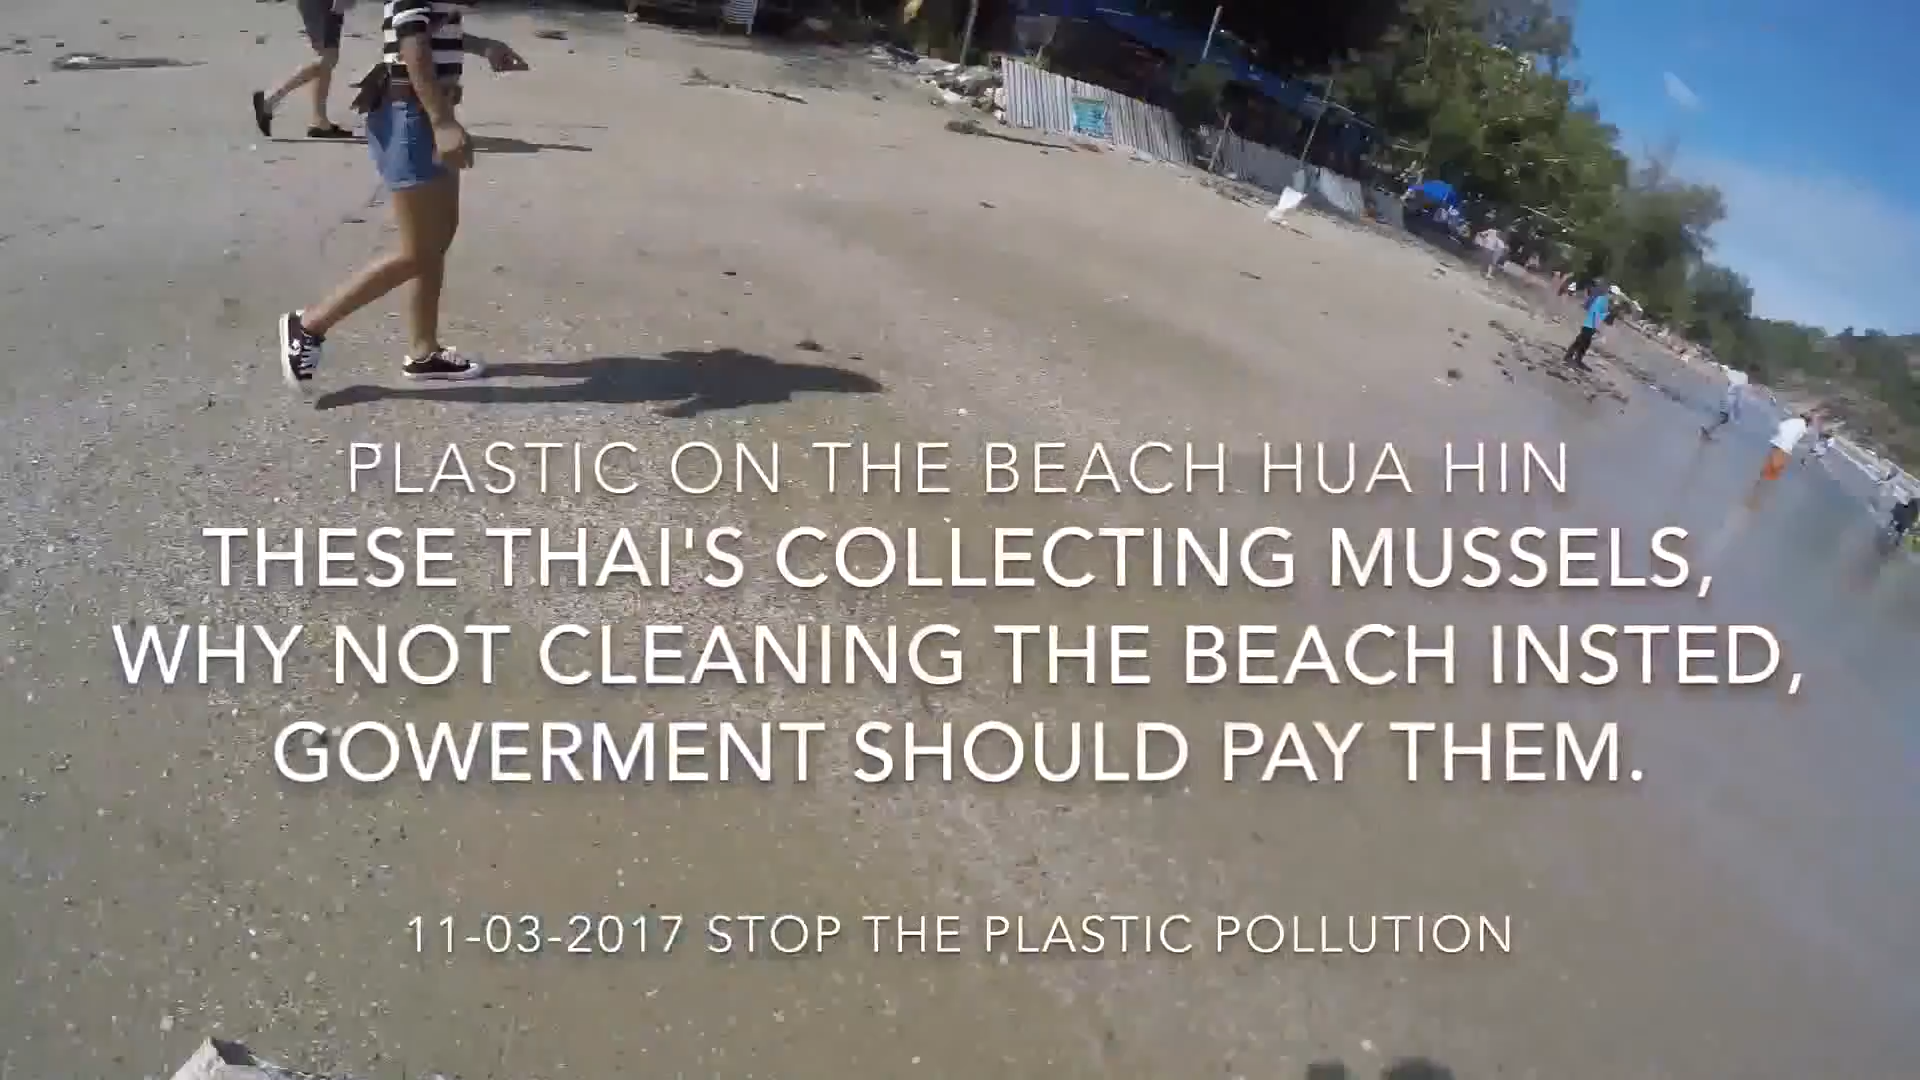 PLASTIC ON THE BEACH HUA HIN
THESE THAI'S COLLECTING MUSSELS,
WHY NOT CLEANING THE BEACH INSTED,
GOWERMENT SHOULD PAY THEM.
11-03-2017 STOP THE PLASTIC POLLUTION